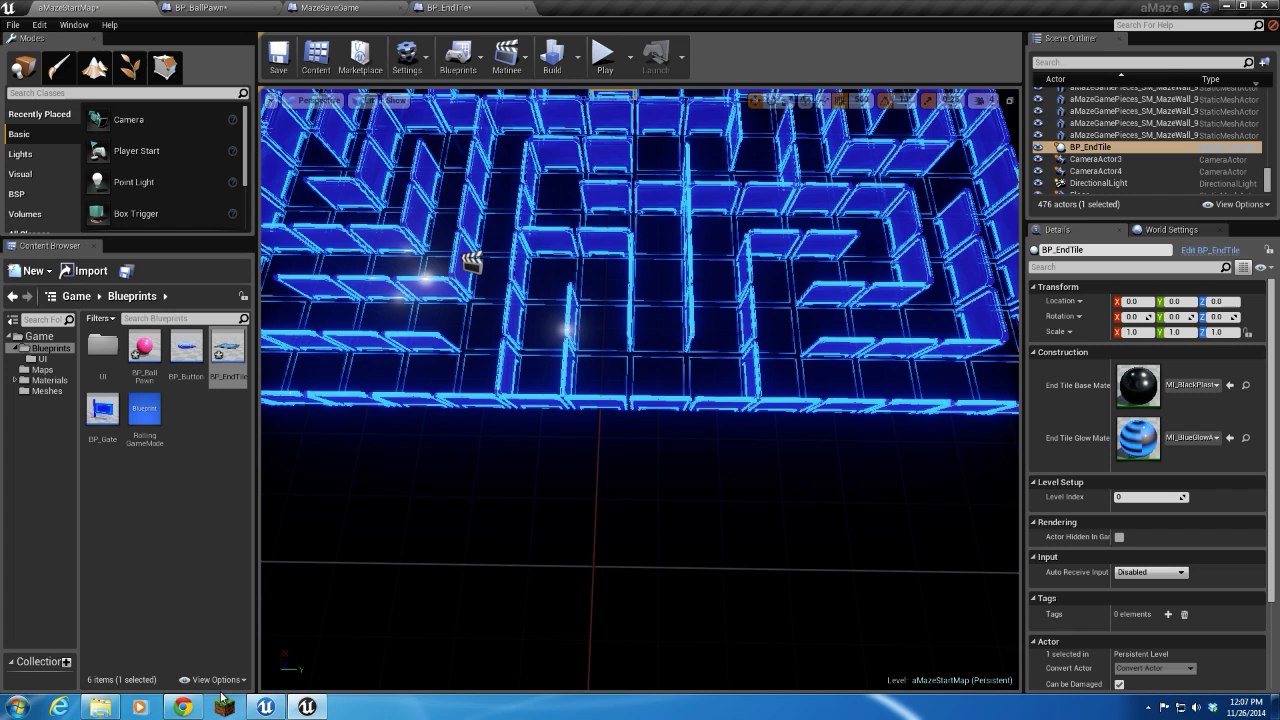 aMazeStartMap*
BP_BallPawn*
MazeSaveGame
BP_EndTile*
aMaze
File
Edit
Window
Help
Search For Help
Modes
Search Classes
Recently Placed
Basic
Lights
Visual
BSP
Volumes
Camera
Player Start
Point Light
Box Trigger
Save
Content
Marketplace
Settings
Blueprints
Matinee
Build
Play
Launch
Perspective
Lit
Show
Level: aMazeStartMap (Persistent)
X
Y
Content Browser
New
Import
Game
Blueprints
Search Fol
Filters
Search Blueprints
Game
Blueprints
UI
Maps
Materials
Meshes
UI
BP_Ball
Pawn
BP_Button
BP_EndTile
BP_Gate
Blueprint
Rolling
GameMode
Collection
6 items (1 selected)
View Options
Scene Outliner
Search...
Actor
Type
aMazeGamePieces_SM_MazeWall_9 StaticMeshActor
aMazeGamePieces_SM_MazeWall_9 StaticMeshActor
aMazeGamePieces_SM_MazeWall_9 StaticMeshActor
aMazeGamePieces_SM_MazeWall_9 StaticMeshActor
aMazeGamePieces_SM_MazeWall_9 StaticMeshActor
BP_EndTile
CameraActor3 CameraActor
CameraActor4 CameraActor
DirectionalLight DirectionalLight
476 actors (1 selected)
View Options
Details
World Settings
BP_EndTile
Edit BP_EndTile
Search
Transform
Location X 0.0 Y 0.0 Z 0.0
Rotation X 0.0 Y 0.0 Z 0.0
Scale X 1.0 Y 1.0 Z 1.0
Construction
End Tile Base Mate
MI_BlackPlast
End Tile Glow Mate
MI_BlueGlowA
Level Setup
Level Index 0
Rendering
Actor Hidden In Gar
Input
Auto Receive Input Disabled
Tags
Tags 0 elements
Actor
1 selected in Persistent Level
Convert Actor Convert Actor
Can be Damaged
12:07 PM
11/26/2014